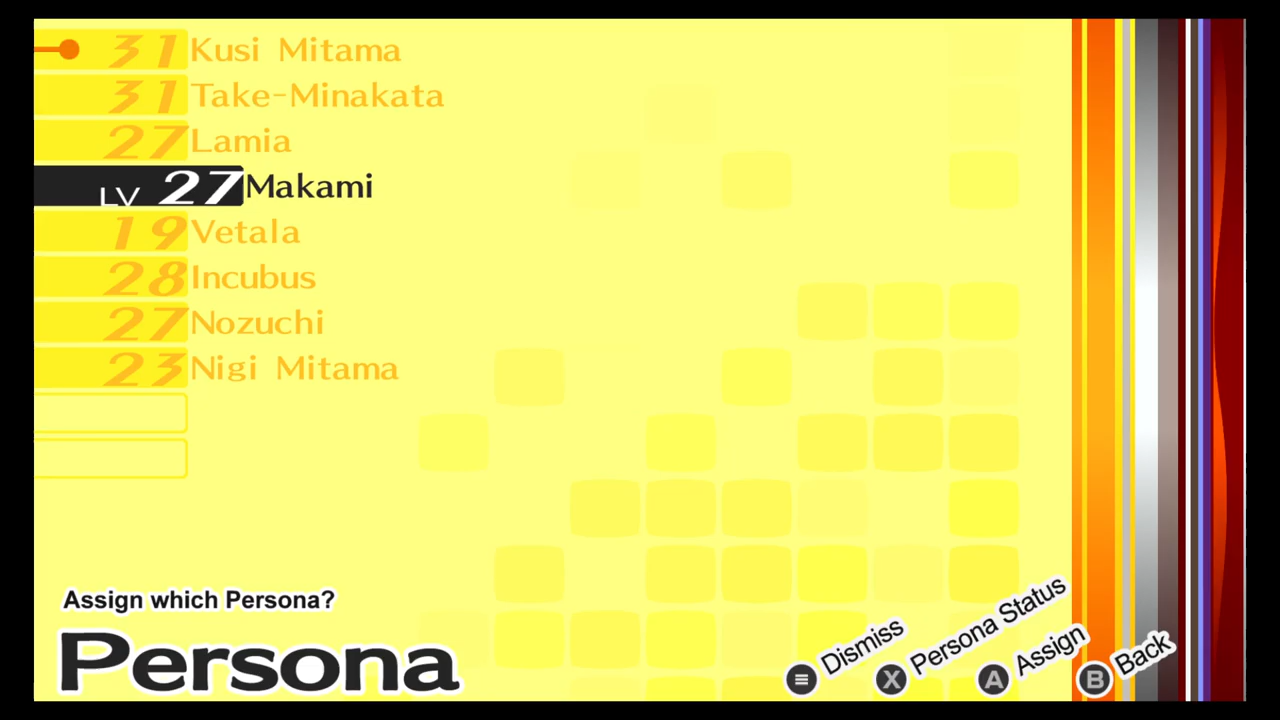 31 Kusi Mitama
31 Take-Minakata
27 Lamia
LV 27 Makami
19 Vetala
28 Incubus
27 Nozuchi
23 Nigi Mitama
Assign which Persona?
Persona
Dismiss
X Persona Status
A Assign
B Back